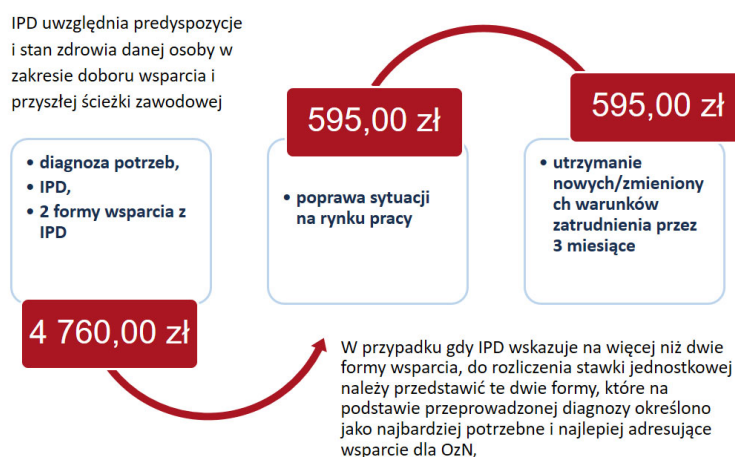 IPD uwzględnia predyspozycje
i stan zdrowia danej osoby w
zakresie doboru wsparcia i
przyszłej ścieżki zawodowej
• diagnoza potrzeb,
• IPD,
• 2 formy wsparcia z
IPD
4 760,00 zł
595,00 zł
• poprawa sytuacji
na rynku pracy
595,00 zł
• utrzymanie
nowych/zmieniony
ch warunków
zatrudnienia przez
3 miesiące
W przypadku gdy IPD wskazuje na więcej niż dwie
formy wsparcia, do rozliczenia stawki jednostkowej
należy przedstawić te dwie formy, które na
podstawie przeprowadzonej diagnozy określono
jako najbardziej potrzebne i najlepiej adresujące
wsparcie dla OzN,